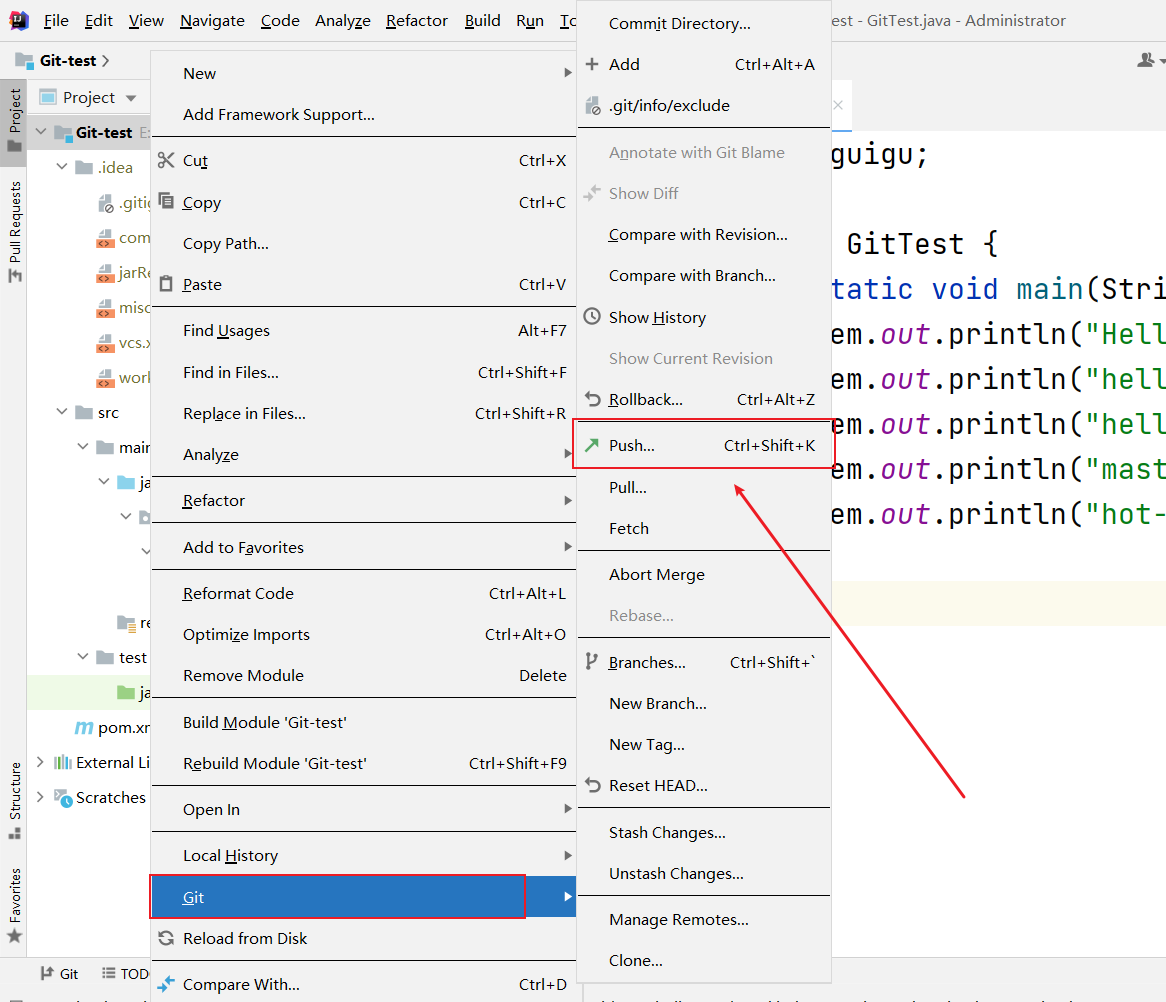 File Edit View Navigate Code Analyze Refactor Build Run
est - GitTest.java - Administrator
Git-test
Project
Project
Git-test
.idea
.gitig
com
jarRe
misc
vcs.x
work
src
main
ja
re
test
ja
pom.xm
External Li
Scratches
Pull Requests
Structure
Favorites
Git
TODO
New
Add Framework Support...
Cut Ctrl+X
Copy Ctrl+C
Copy Path...
Paste Ctrl+V
Find Usages Alt+F7
Find in Files... Ctrl+Shift+F
Replace in Files... Ctrl+Shift+R
Analyze
Refactor
Add to Favorites
Reformat Code Ctrl+Alt+L
Optimize Imports Ctrl+Alt+O
Remove Module Delete
Build Module 'Git-test'
Rebuild Module 'Git-test' Ctrl+Shift+F9
Open In
Local History
Git
Reload from Disk
Compare With... Ctrl+D
Commit Directory...
Add Ctrl+Alt+A
.git/info/exclude
Annotate with Git Blame
Show Diff
Compare with Revision...
Compare with Branch...
Show History
Show Current Revision
Rollback... Ctrl+Alt+Z
Push... Ctrl+Shift+K
Pull...
Fetch
Abort Merge
Rebase...
Branches... Ctrl+Shift+`
New Branch...
New Tag...
Reset HEAD...
Stash Changes...
Unstash Changes...
Manage Remotes...
Clone...
guigu;
GitTest {
tatic void main(Stri
em.out.println("Hell
em.out.println("hell
em.out.println("hell
em.out.println("mast
em.out.println("hot-